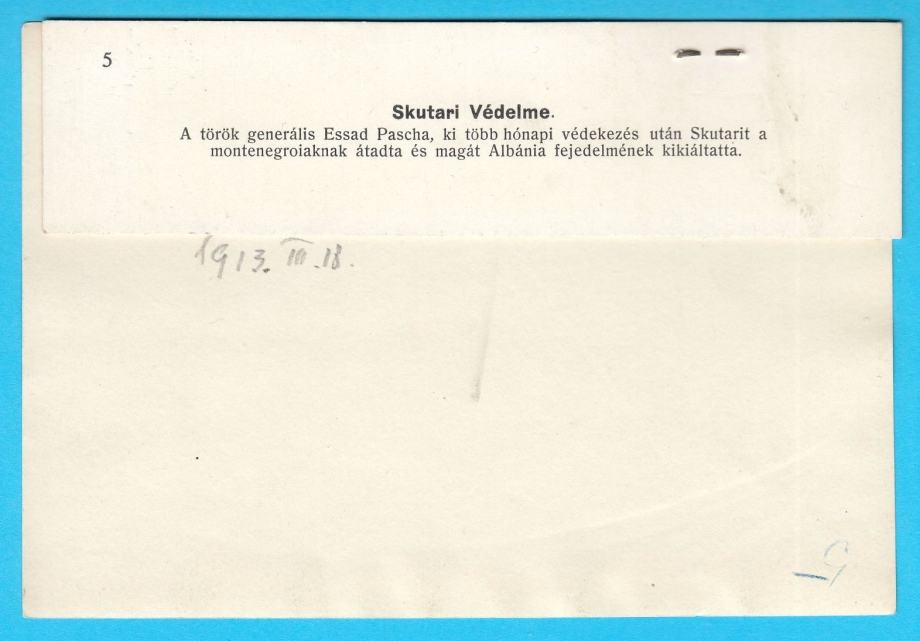 5
Skutari Védelme.
A török generális Essad Pascha, ki több hónapi védekezés után Skutarit a
montenegroiaknak átadta és magát Albánia fejedelmének kikiáltatta.
1913. III. 18.